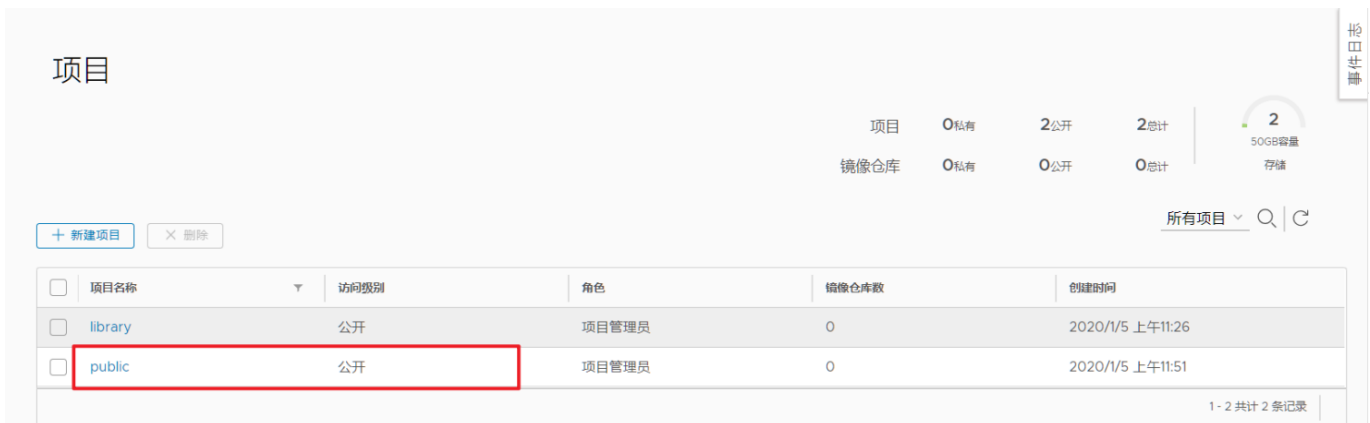 事件日志
项目
项目 0私有 2公开 2总计
2
50GB容量
镜像仓库 0私有 0公开 0总计
存储
所有项目
新建项目 删除
项目名称 访问级别 角色 镜像仓库数 创建时间
library 公开 项目管理员 0 2020/1/5 上午11:26
public 公开 项目管理员 0 2020/1/5 上午11:51
1 - 2 共计 2 条记录